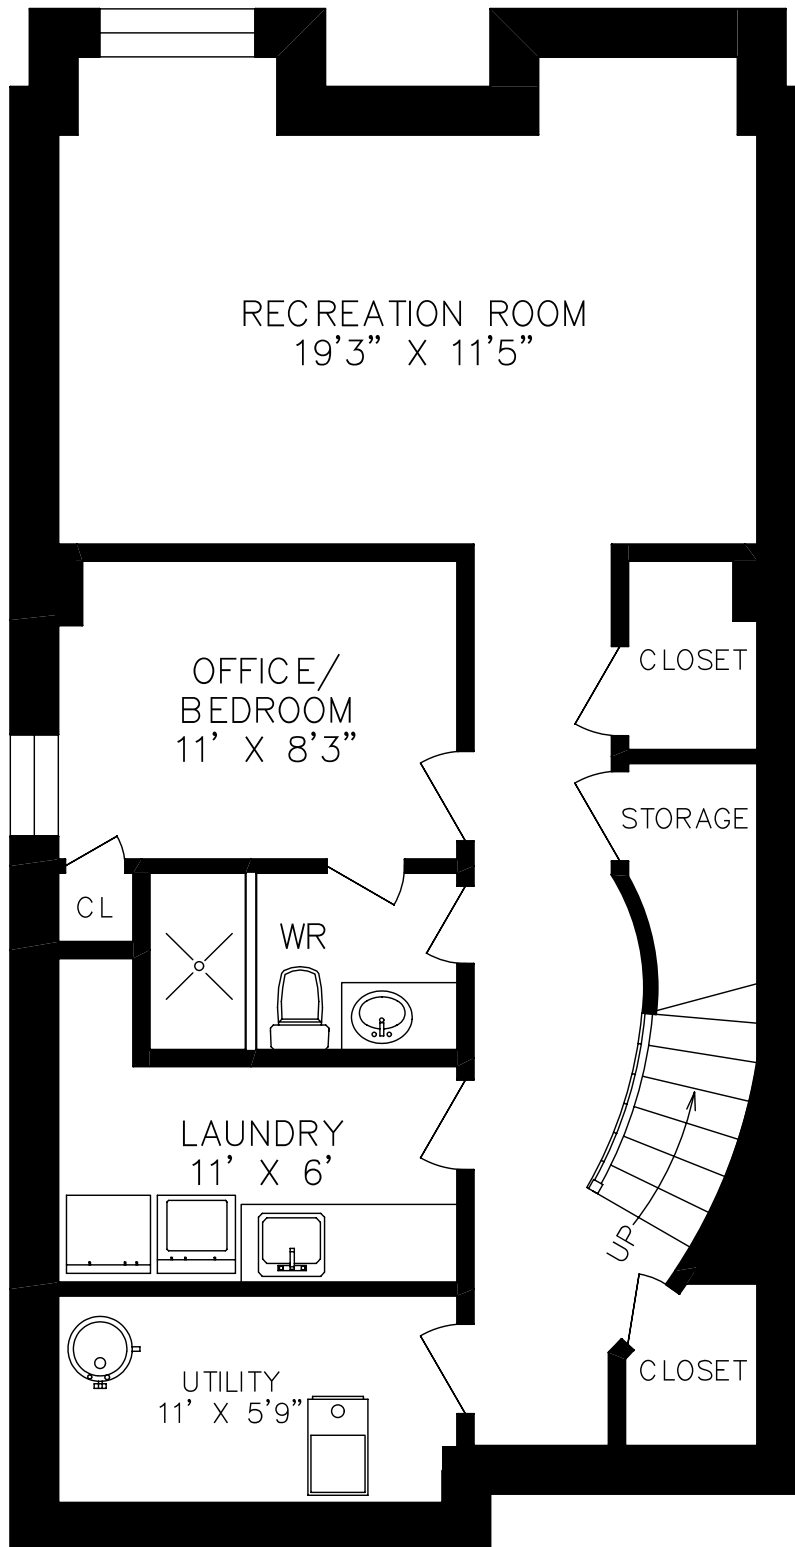 RECREATION ROOM
19'3" X 11'5"
OFFICE/
BEDROOM
11' X 8'3"
CLOSET
STORAGE
CL
WR
LAUNDRY
11' X 6'
UP
UTILITY
11' X 5'9"
CLOSET